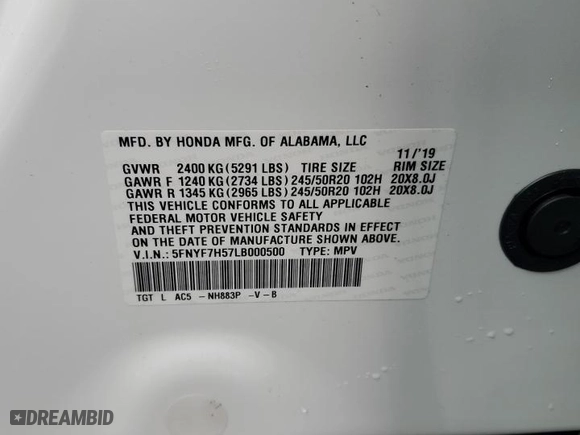 MFD. BY HONDA MFG. OF ALABAMA, LLC
11/'19
GVWR 2400 KG(5291 LBS) TIRE SIZE RIM SIZE
GAWR F 1240 KG(2734 LBS)245/50R20 102H 20X8.0J
GAWR R 1345 KG(2965 LBS)245/50R20 102H 20X8.0J
THIS VEHICLE CONFORMS TO ALL APPLICABLE
FEDERAL MOTOR VEHICLE SAFETY
AND THEFT PREVENTION STANDARDS IN EFFECT
ON THE DATE OF MANUFACTURE SHOWN ABOVE.
V.I.N.: 5FNYF7H57LB000500 TYPE: MPV
TGT L AC5 -NH883P -V-B
DREAMBID